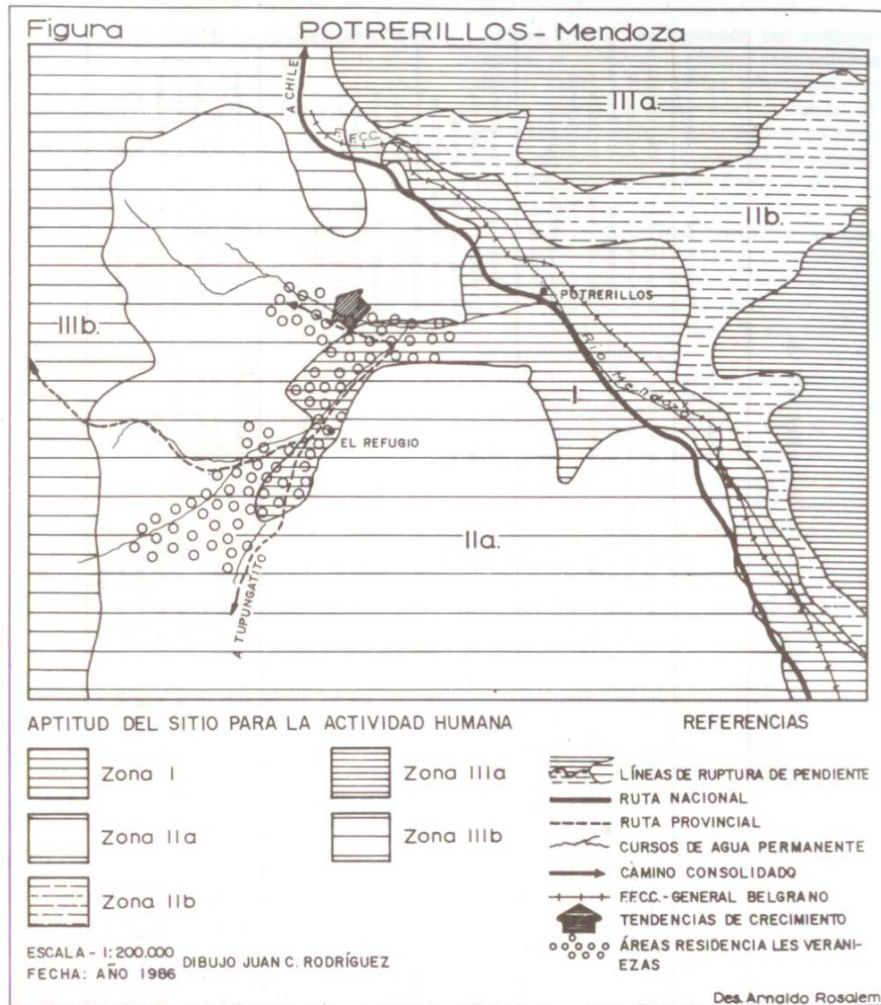 Figura
POTRERILLOS - Mendoza
A CHILE
F.F.C.C.
IIIa.
IIb.
POTRERILLOS
IIIb.
Río Mendoza
I
EL REFUGIO
IIa.
A TUPUNGATITO
APTITUD DEL SITIO PARA LA ACTIVIDAD HUMANA
Zona I
Zona IIa
Zona IIb
Zona IIIa
Zona IIIb
REFERENCIAS
LÍNEAS DE RUPTURA DE PENDIENTE
RUTA NACIONAL
RUTA PROVINCIAL
CURSOS DE AGUA PERMANENTE
CAMINO CONSOLIDADO
F.F.C.C.-GENERAL BELGRANO
TENDENCIAS DE CRECIMIENTO
ÁREAS RESIDENCIA LES VERANI-
EZAS
ESCALA - 1:200.000
FECHA: AÑO 1986
DIBUJO JUAN C. RODRÍGUEZ
Des. Arnaldo Rosalem